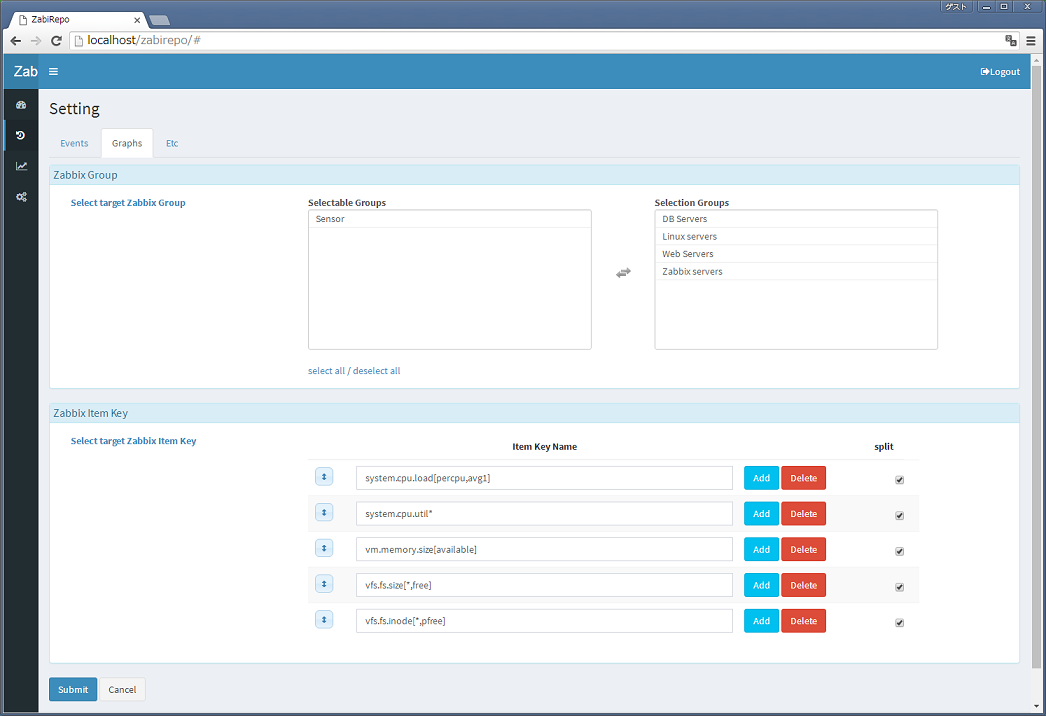 ゲスト
ZabiRepo
localhost/zabirepo/#
Zab
Logout
Setting
Events Graphs Etc
Zabbix Group
Select target Zabbix Group
Selectable Groups
Sensor
select all / deselect all
Selection Groups
DB Servers
Linux servers
Web Servers
Zabbix servers
Zabbix Item Key
Select target Zabbix Item Key
Item Key Name split
system.cpu.load[percpu,avg1] Add Delete
system.cpu.util* Add Delete
vm.memory.size[available] Add Delete
vfs.fs.size[*,free] Add Delete
vfs.fs.inode[*,pfree] Add Delete
Submit Cancel